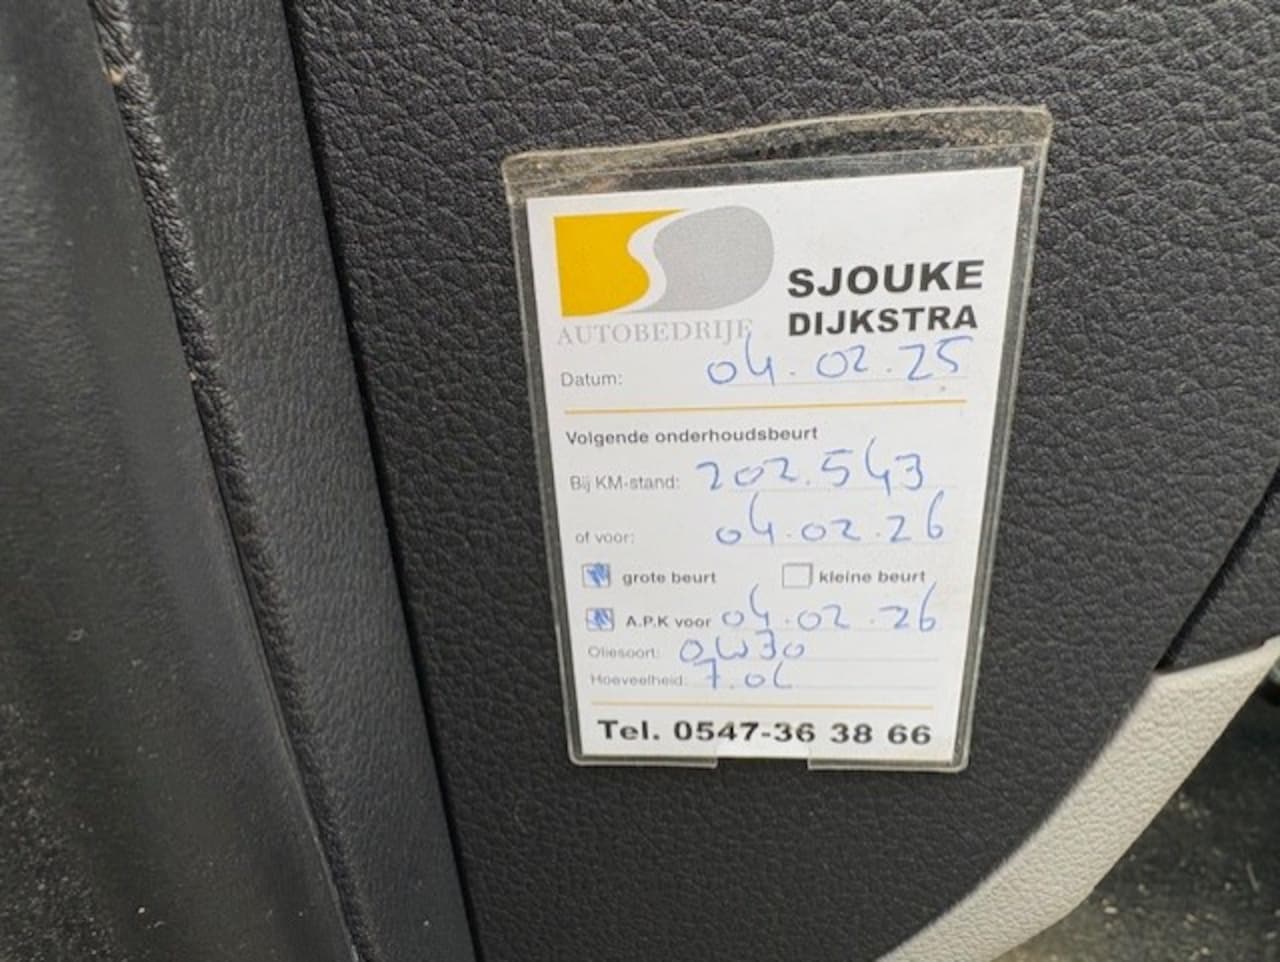 SJOUKE
DIJKSTRA
AUTOBEDRIJF
Datum: 04.02.25
Volgende onderhoudsbeurt
Bij KM-stand: 202.543
of voor: 04.02.26
grote beurt kleine beurt
A.P.K voor 04.02.26
Oliesoort: 0W30
Hoeveelheid: 7.0L
Tel. 0547-36 38 66